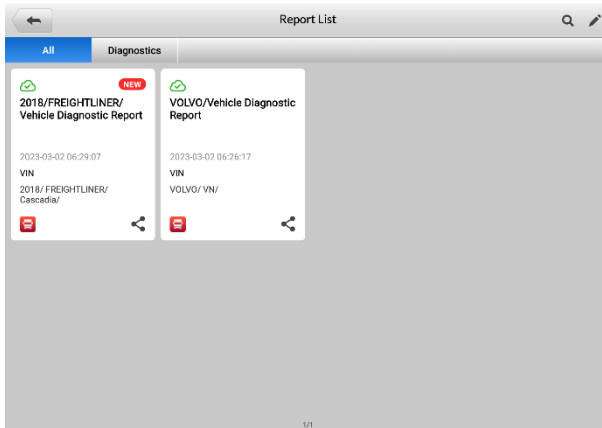 Report List
All
Diagnostics
NEW
2018/FREIGHTLINER/
Vehicle Diagnostic Report
2023-03-02 06:29:07
VIN
2018/ FREIGHTLINER/
Cascadia/
VOLVO/Vehicle Diagnostic
Report
2023-03-02 06:26:17
VIN
VOLVO/ VN/
1/1